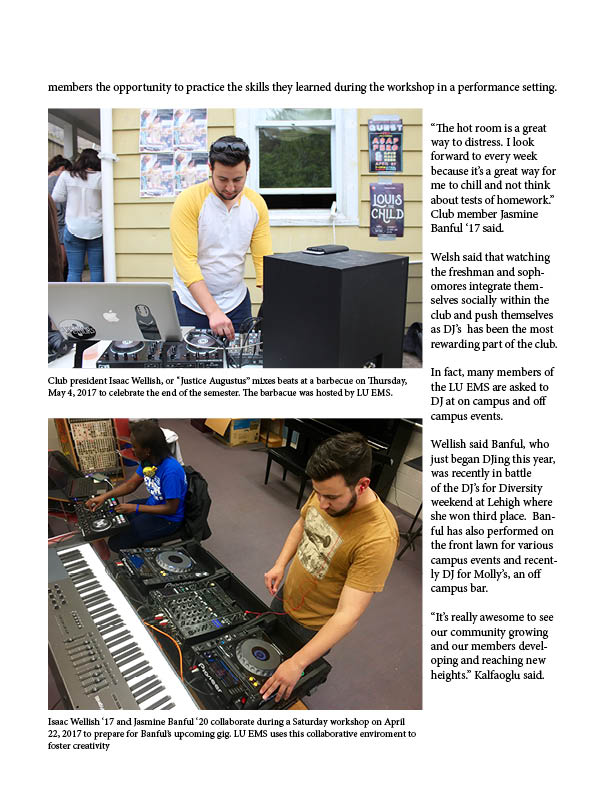 members the opportunity to practice the skills they learned during the workshop in a performance setting.
LOUIS
THE
CHILD
Club president Isaac Wellish, or “Justice Augustus” mixes beats at a barbecue on Thursday,
May 4, 2017 to celebrate the end of the semester. The barbacue was hosted by LU EMS.
Pioneer
Isaac Wellish ‘17 and Jasmine Banful ‘20 collaborate during a Saturday workshop on April
22, 2017 to prepare for Banful’s upcoming gig. LU EMS uses this collaborative enviroment to
foster creativity
“The hot room is a great
way to distress. I look
forward to every week
because it’s a great way for
me to chill and not think
about tests of homework.”
Club member Jasmine
Banful ‘17 said.
Welsh said that watching
the freshman and soph-
omores integrate them-
selves socially within the
club and push themselves
as DJ’s has been the most
rewarding part of the club.
In fact, many members of
the LU EMS are asked to
DJ at on campus and off
campus events.
Wellish said Banful, who
just began DJing this year,
was recently in battle
of the DJ’s for Diversity
weekend at Lehigh where
she won third place. Ban-
ful has also performed on
the front lawn for various
campus events and recent-
ly DJ for Molly’s, an off
campus bar.
“It’s really awesome to see
our community growing
and our members devel-
oping and reaching new
heights.” Kalfaoglu said.